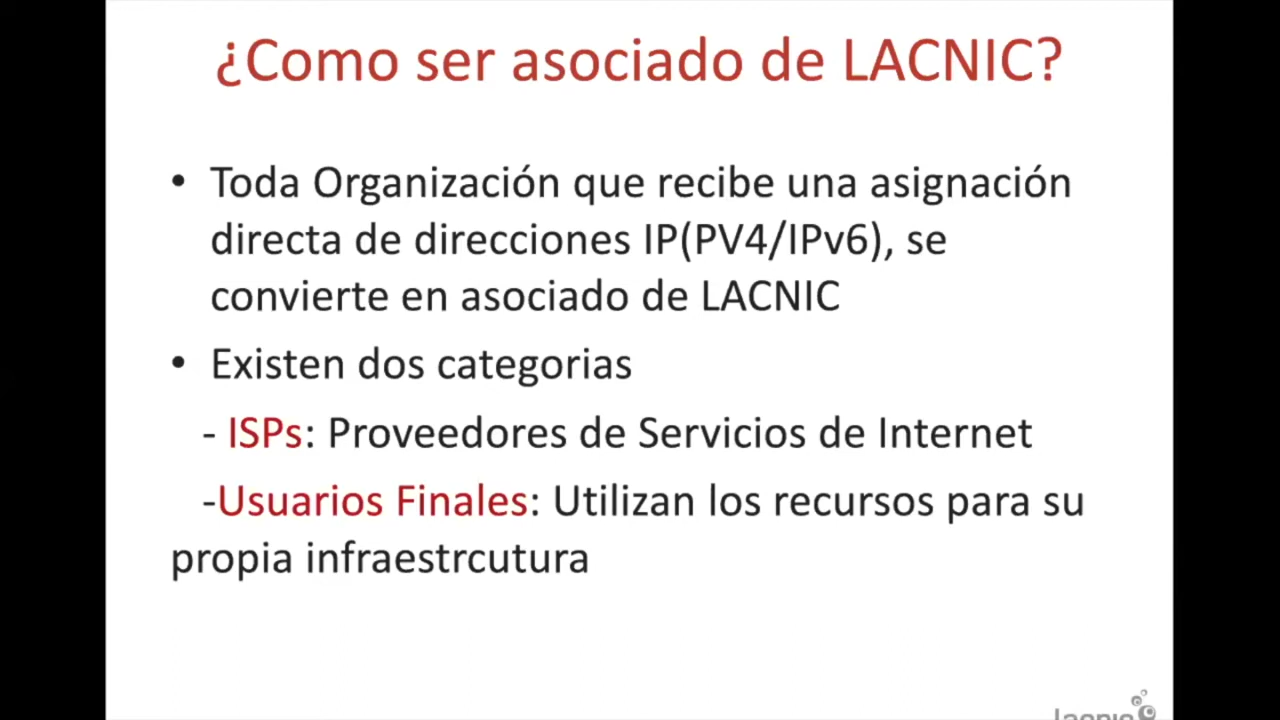 ¿Como ser asociado de LACNIC?
• Toda Organización que recibe una asignación
directa de direcciones IP(PV4/IPv6), se
convierte en asociado de LACNIC
• Existen dos categorias
- ISPs: Proveedores de Servicios de Internet
-Usuarios Finales: Utilizan los recursos para su
propia infraestrcutura
lacnic